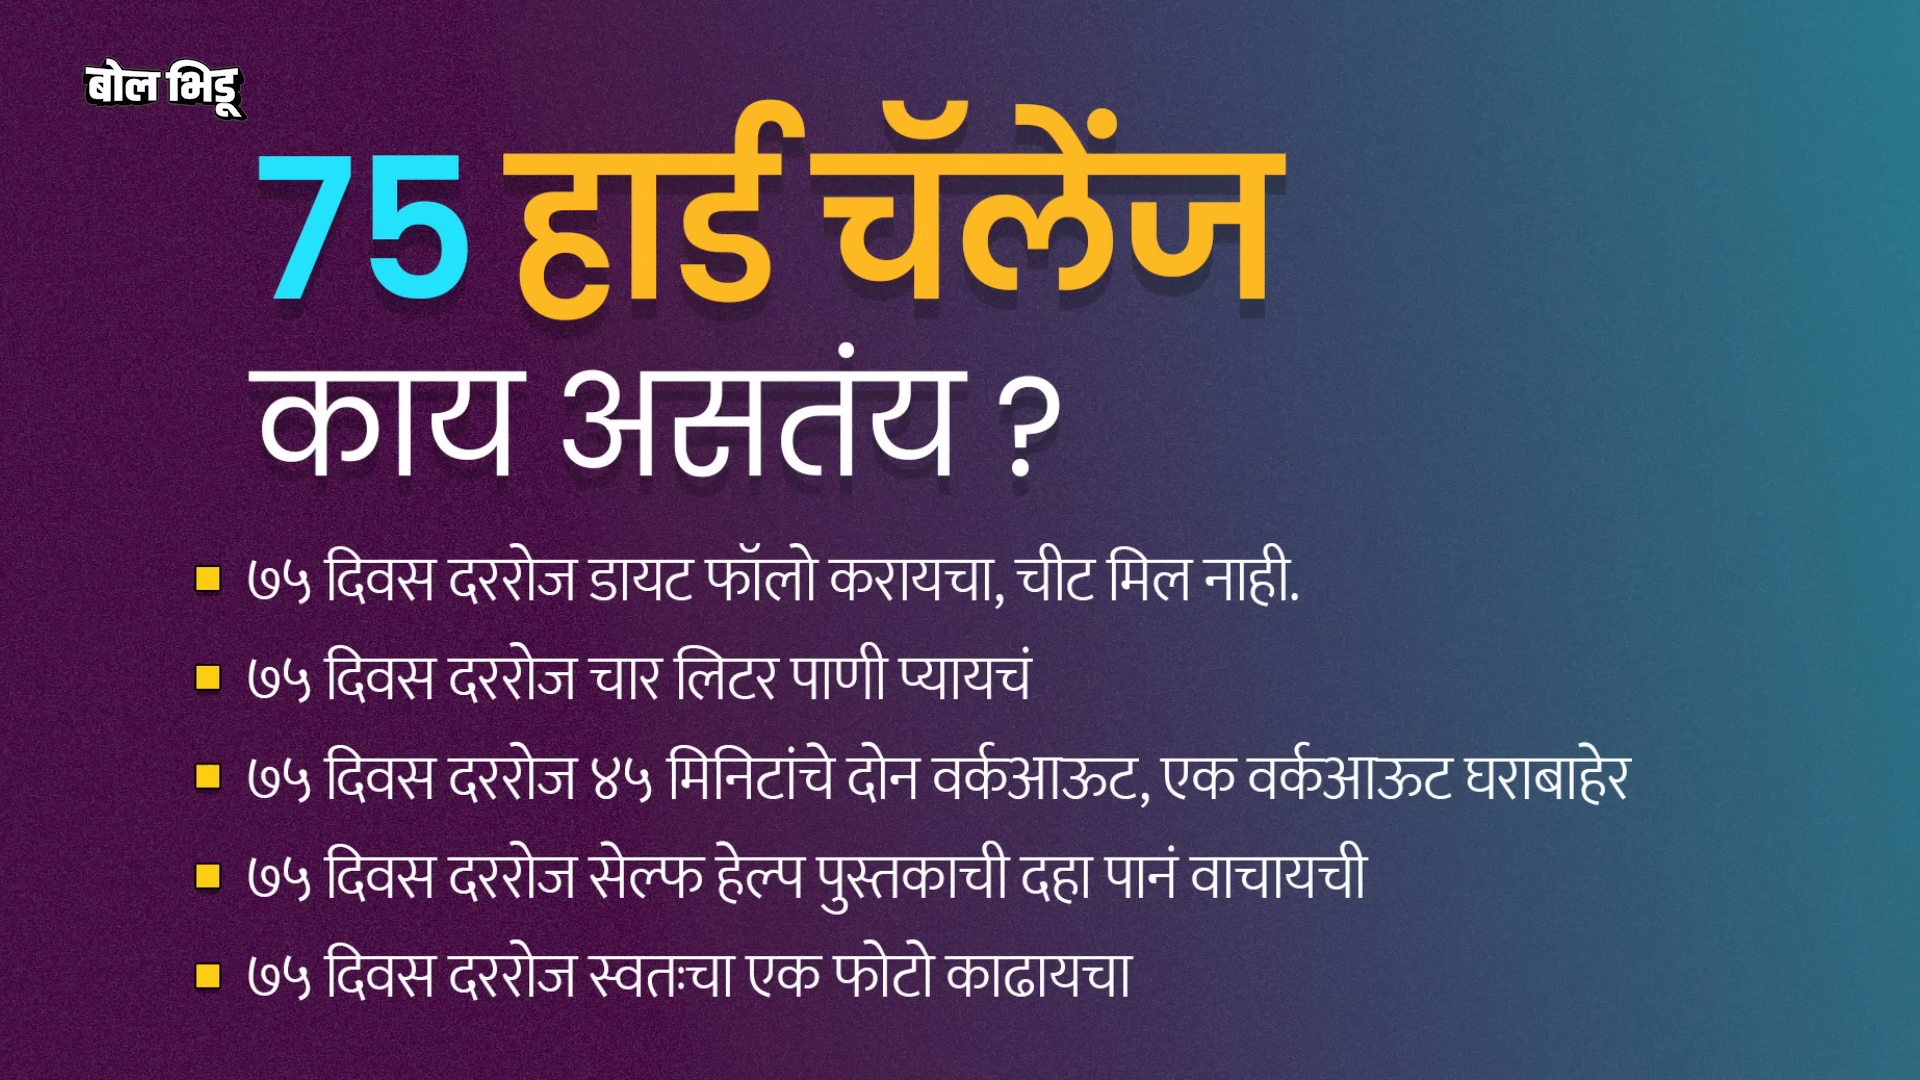 बोल भिडू
75 हार्ड चॅलेंज
काय असतंय ?
७५ दिवस दररोज डायट फॉलो करायचा, चीट मिल नाही.
७५ दिवस दररोज चार लिटर पाणी प्यायचं
७५ दिवस दररोज ४५ मिनिटांचे दोन वर्कआऊट, एक वर्कआऊट घराबाहेर
७५ दिवस दररोज सेल्फ हेल्प पुस्तकाची दहा पानं वाचायची
७५ दिवस दररोज स्वतःचा एक फोटो काढायचा